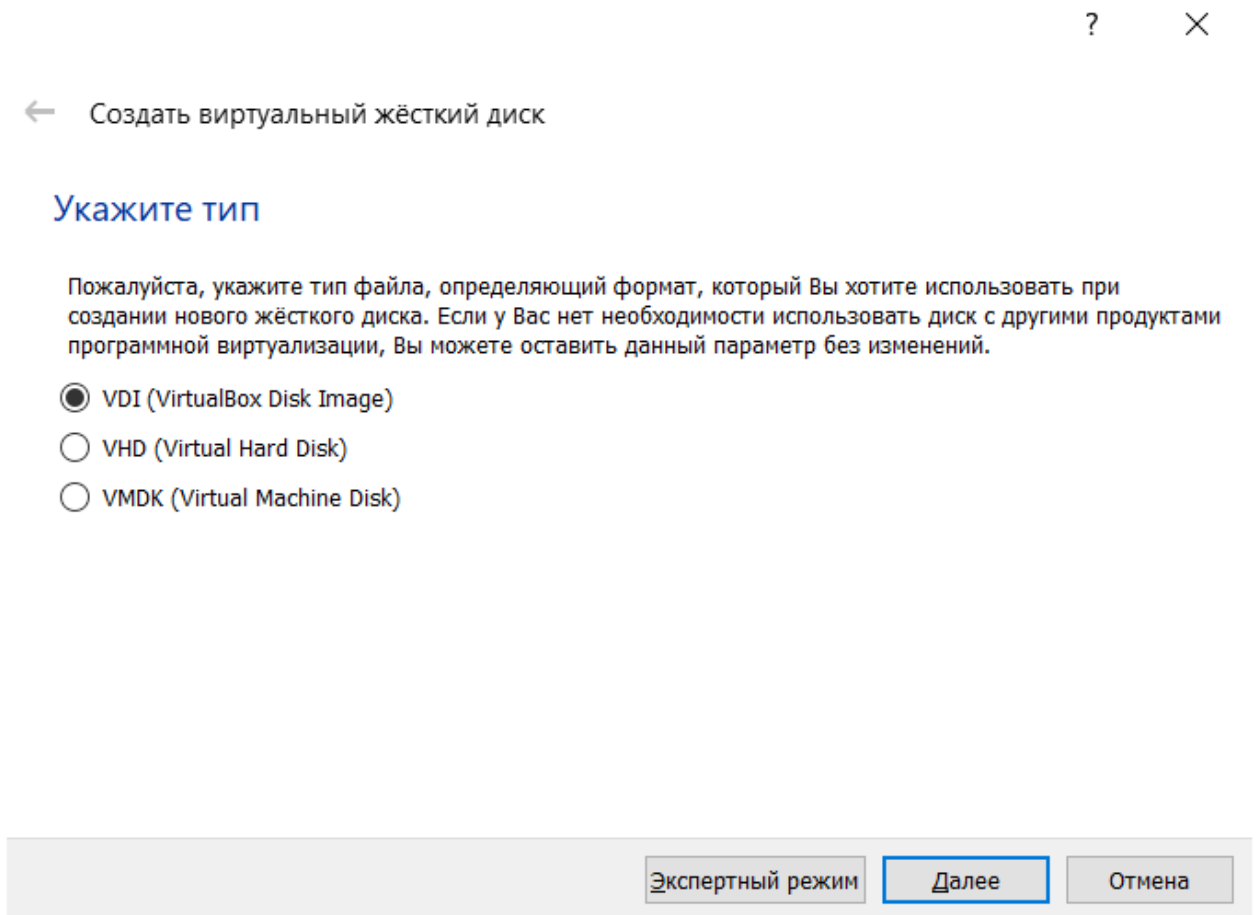 ?
Создать виртуальный жёсткий диск
Укажите тип
Пожалуйста, укажите тип файла, определяющий формат, который Вы хотите использовать при
создании нового жёсткого диска. Если у Вас нет необходимости использовать диск с другими продуктами
программной виртуализации, Вы можете оставить данный параметр без изменений.
VDI (VirtualBox Disk Image)
VHD (Virtual Hard Disk)
VMDK (Virtual Machine Disk)
Экспертный режим Далее Отмена